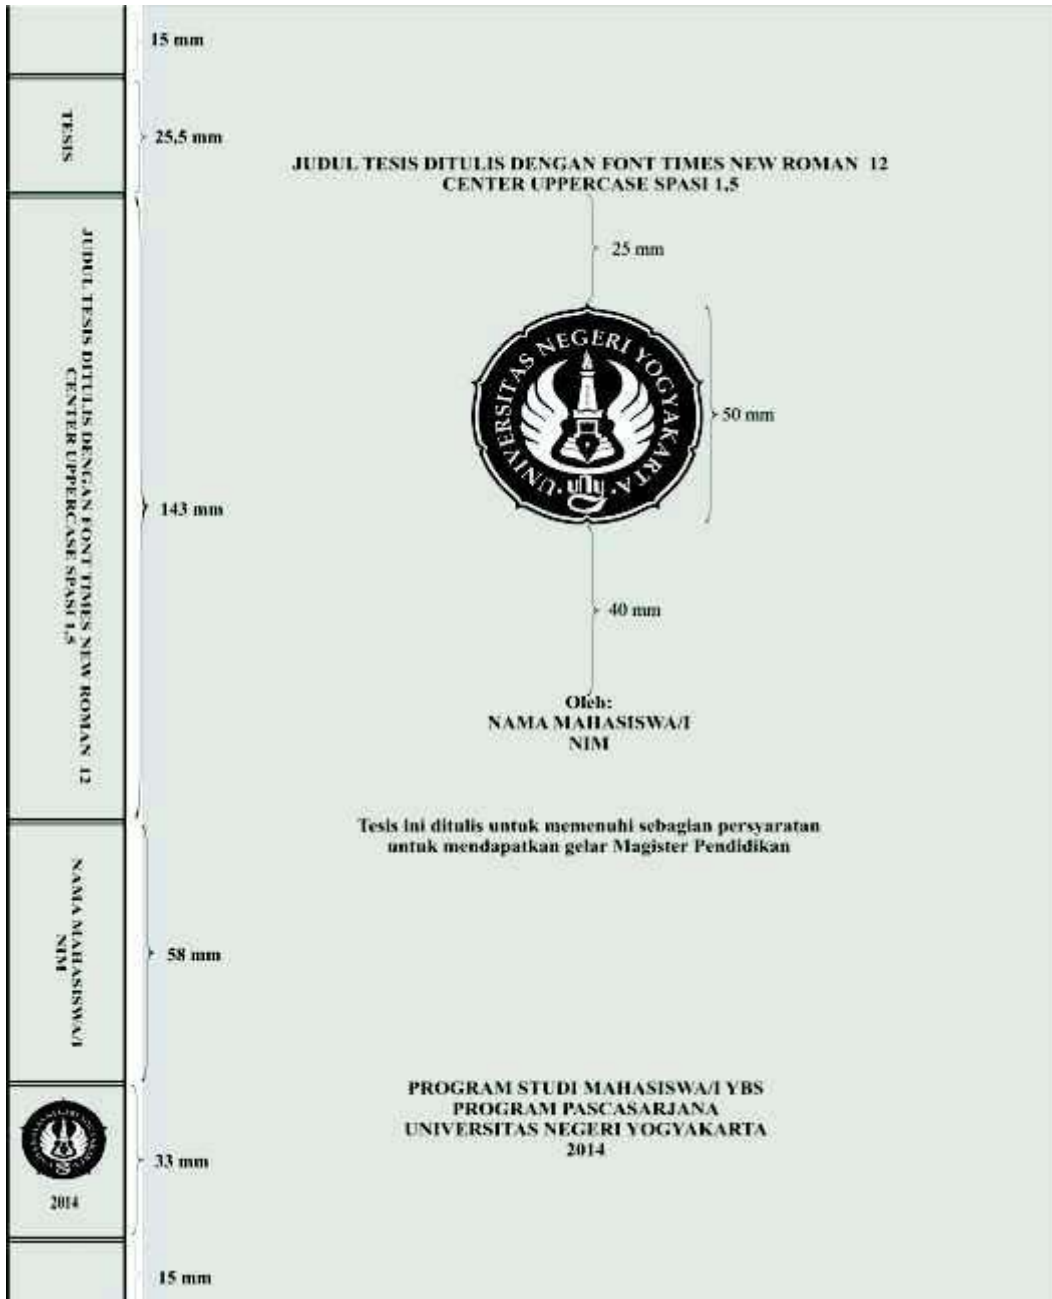 15 mm
TESIS
25,5 mm
JUDUL TESIS DITULIS DENGAN FONT TIMES NEW ROMAN 12
CENTER UPPERCASE SPASI 1,5
143 mm
NAMA MAHASISWA/I
NIM
58 mm
2014
33 mm
15 mm
JUDUL TESIS DITULIS DENGAN FONT TIMES NEW ROMAN 12
CENTER UPPERCASE SPASI 1,5
25 mm
UNIVERSITAS NEGERI YOGYAKARTA
50 mm
40 mm
Oleh:
NAMA MAHASISWA/I
NIM
Tesis ini ditulis untuk memenuhi sebagian persyaratan
untuk mendapatkan gelar Magister Pendidikan
PROGRAM STUDI MAHASISWA/I YBS
PROGRAM PASCASARJANA
UNIVERSITAS NEGERI YOGYAKARTA
2014